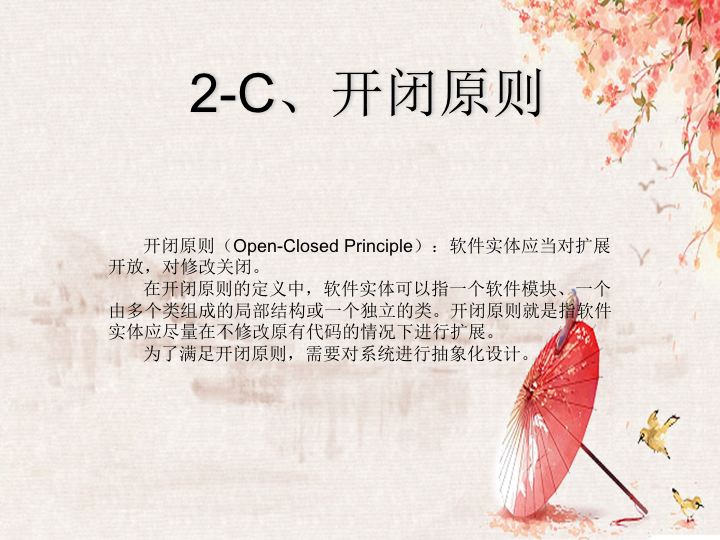 2-C、开闭原则
开闭原则（Open-Closed Principle）：软件实体应当对扩展
开放，对修改关闭。
在开闭原则的定义中，软件实体可以指一个软件模块、一个
由多个类组成的局部结构或一个独立的类。开闭原则就是指软件
实体应尽量在不修改原有代码的情况下进行扩展。
为了满足开闭原则，需要对系统进行抽象化设计。